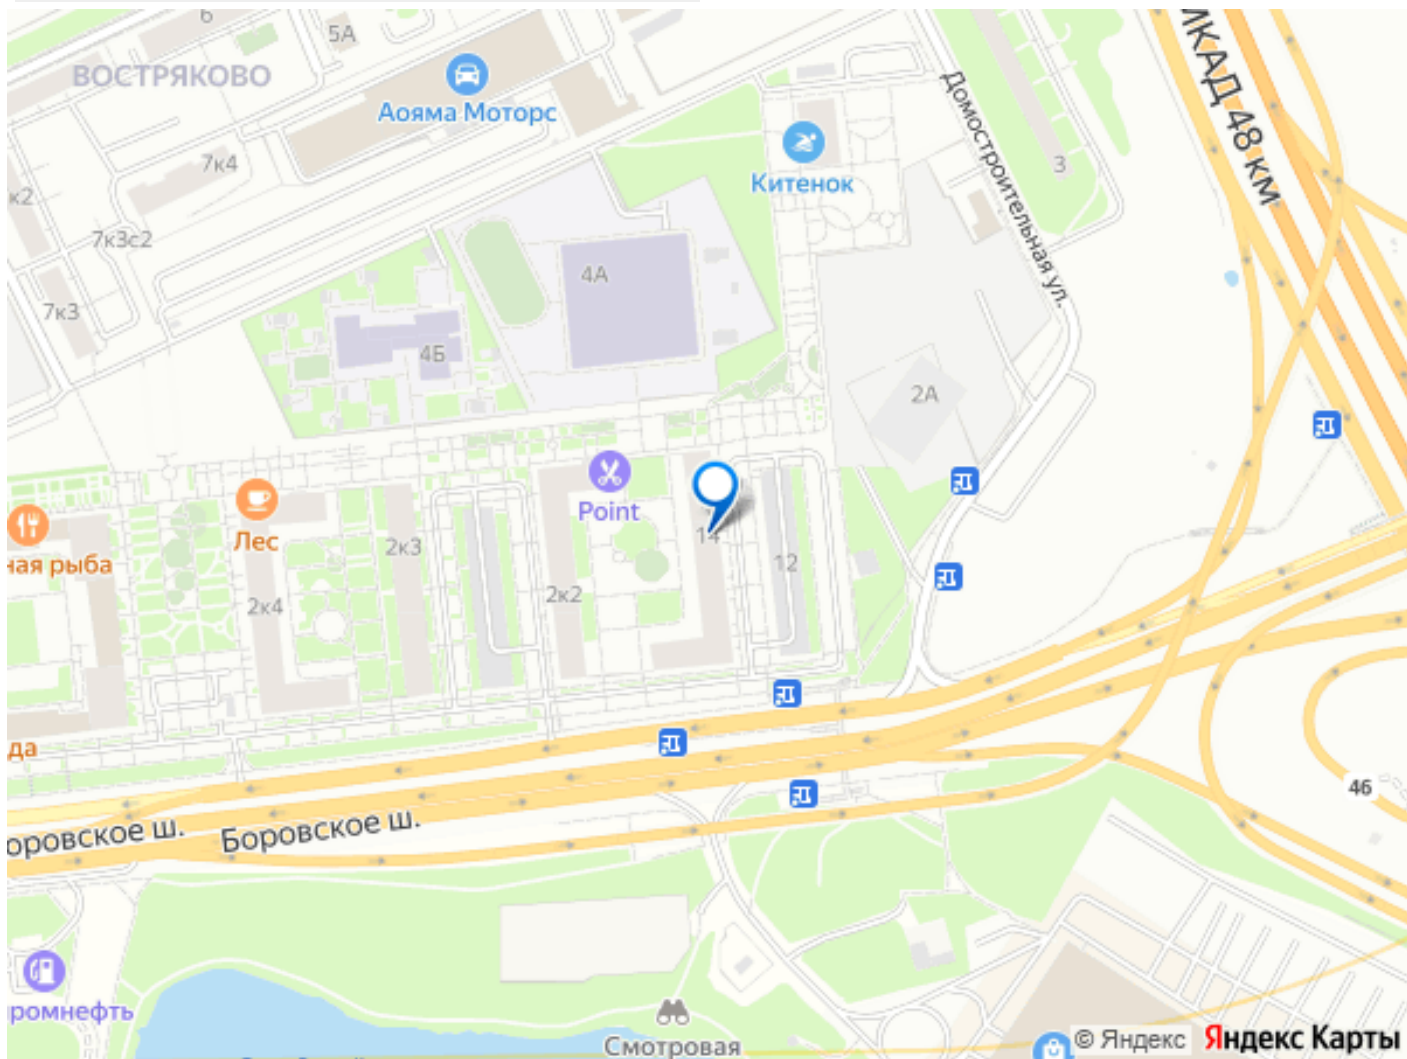 6
5А
ВОСТРЯКОВО
Аояма Моторс
МКАД 48 км
Домостроительная ул.
3
7к4
Китенок
к2
7к3с2
4А
7к3
4Б
2А
Point
Лес
ная рыба
14
2к3
12
2к2
2к4
да
46
Боровское ш.
оровское ш.
ромнефть
Смотровая
© Яндекс
Яндекс Карты